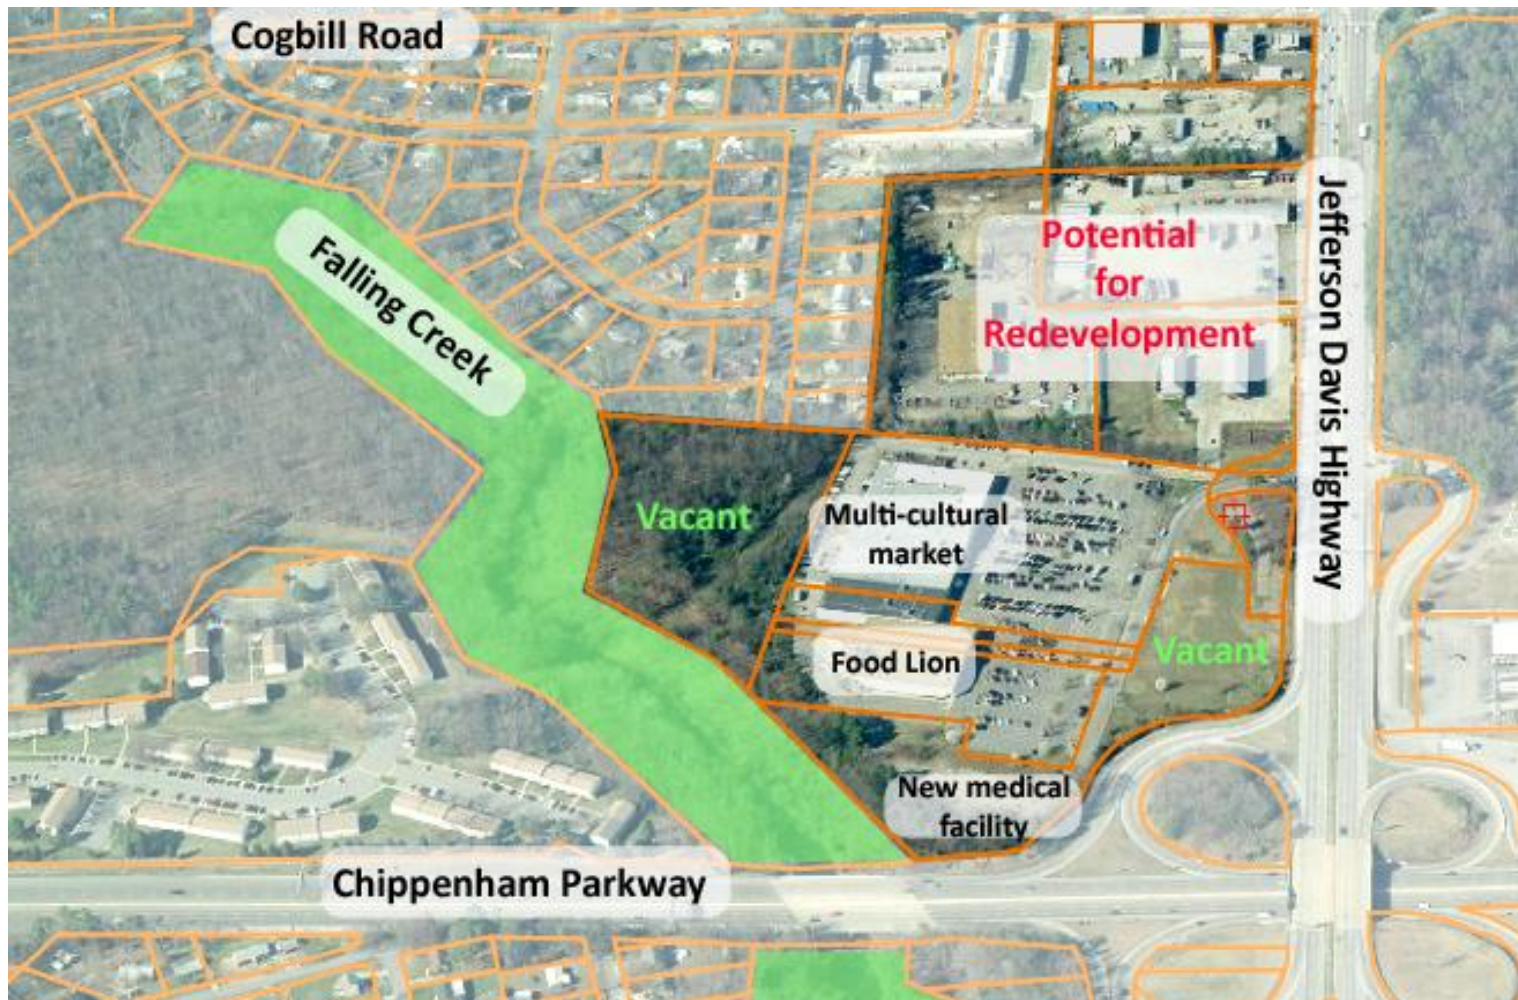 Cogbill Road
Falling Creek
Jefferson Davis Highway
Potential
for
Redevelopment
Vacant
Multi-cultural
market
Vacant
Food Lion
New medical
facility
Chippenham Parkway